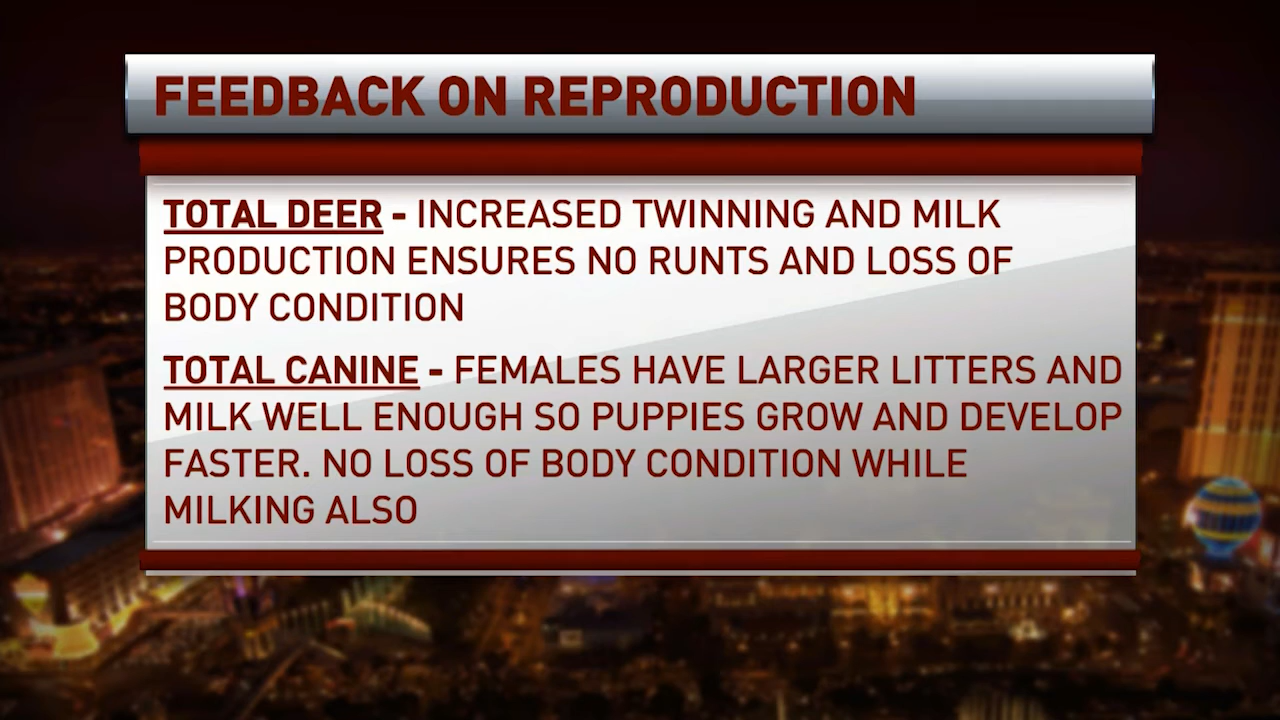 FEEDBACK ON REPRODUCTION
TOTAL DEER - INCREASED TWINNING AND MILK
PRODUCTION ENSURES NO RUNTS AND LOSS OF
BODY CONDITION
TOTAL CANINE - FEMALES HAVE LARGER LITTERS AND
MILK WELL ENOUGH SO PUPPIES GROW AND DEVELOP
FASTER. NO LOSS OF BODY CONDITION WHILE
MILKING ALSO